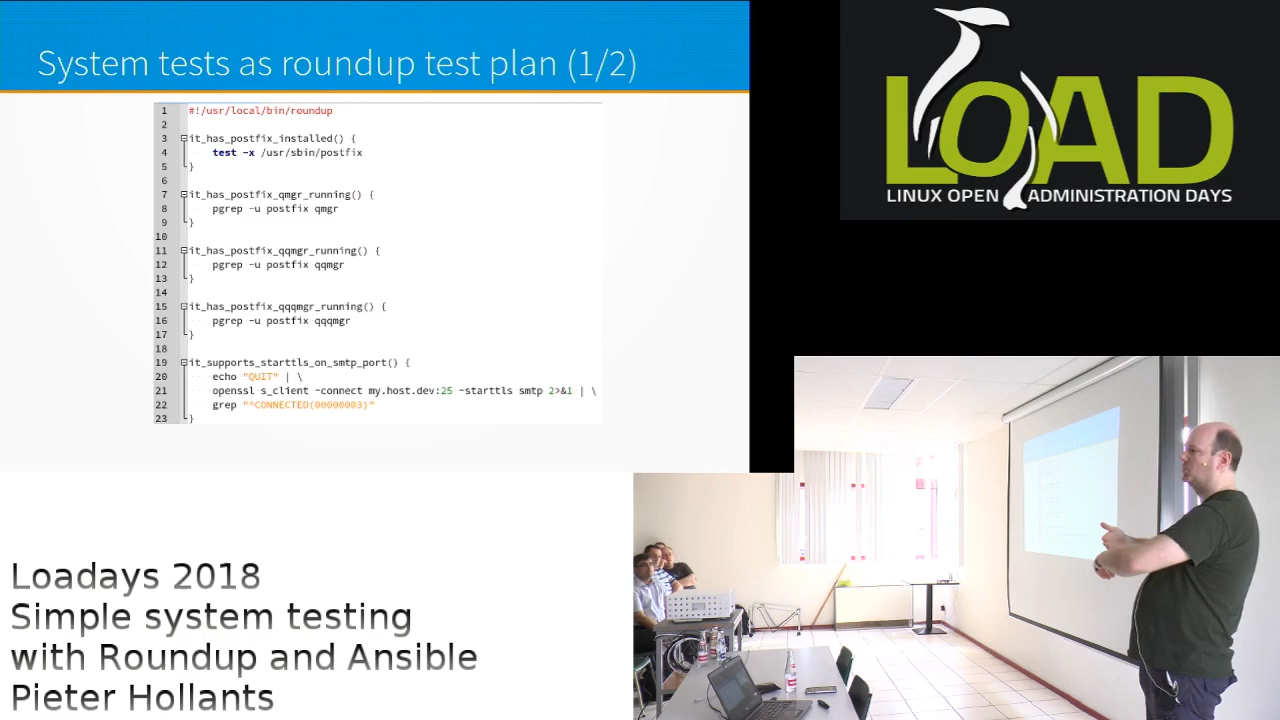 System tests as roundup test plan (1/2)
1 #!/usr/local/bin/roundup
2
3 it_has_postfix_installed() {
4 test -x /usr/sbin/postfix
5 }
6
7 it_has_postfix_qmgr_running() {
8 pgrep -u postfix qmgr
9 }
10
11 it_has_postfix_qqmgr_running() {
12 pgrep -u postfix qqmgr
13 }
14
15 it_has_postfix_qqqmgr_running() {
16 pgrep -u postfix qqqmgr
17 }
18
19 it_supports_starttls_on_smtp_port() {
20 echo "QUIT" | \
21 openssl s_client -connect my.host.dev:25 -starttls smtp 2>&1 | \
22 grep "^CONNECTED(00000003)"
23 }
LOAD
LINUX OPEN ADMINISTRATION DAYS
Loadays 2018
Simple system testing
with Roundup and Ansible
Pieter Hollants